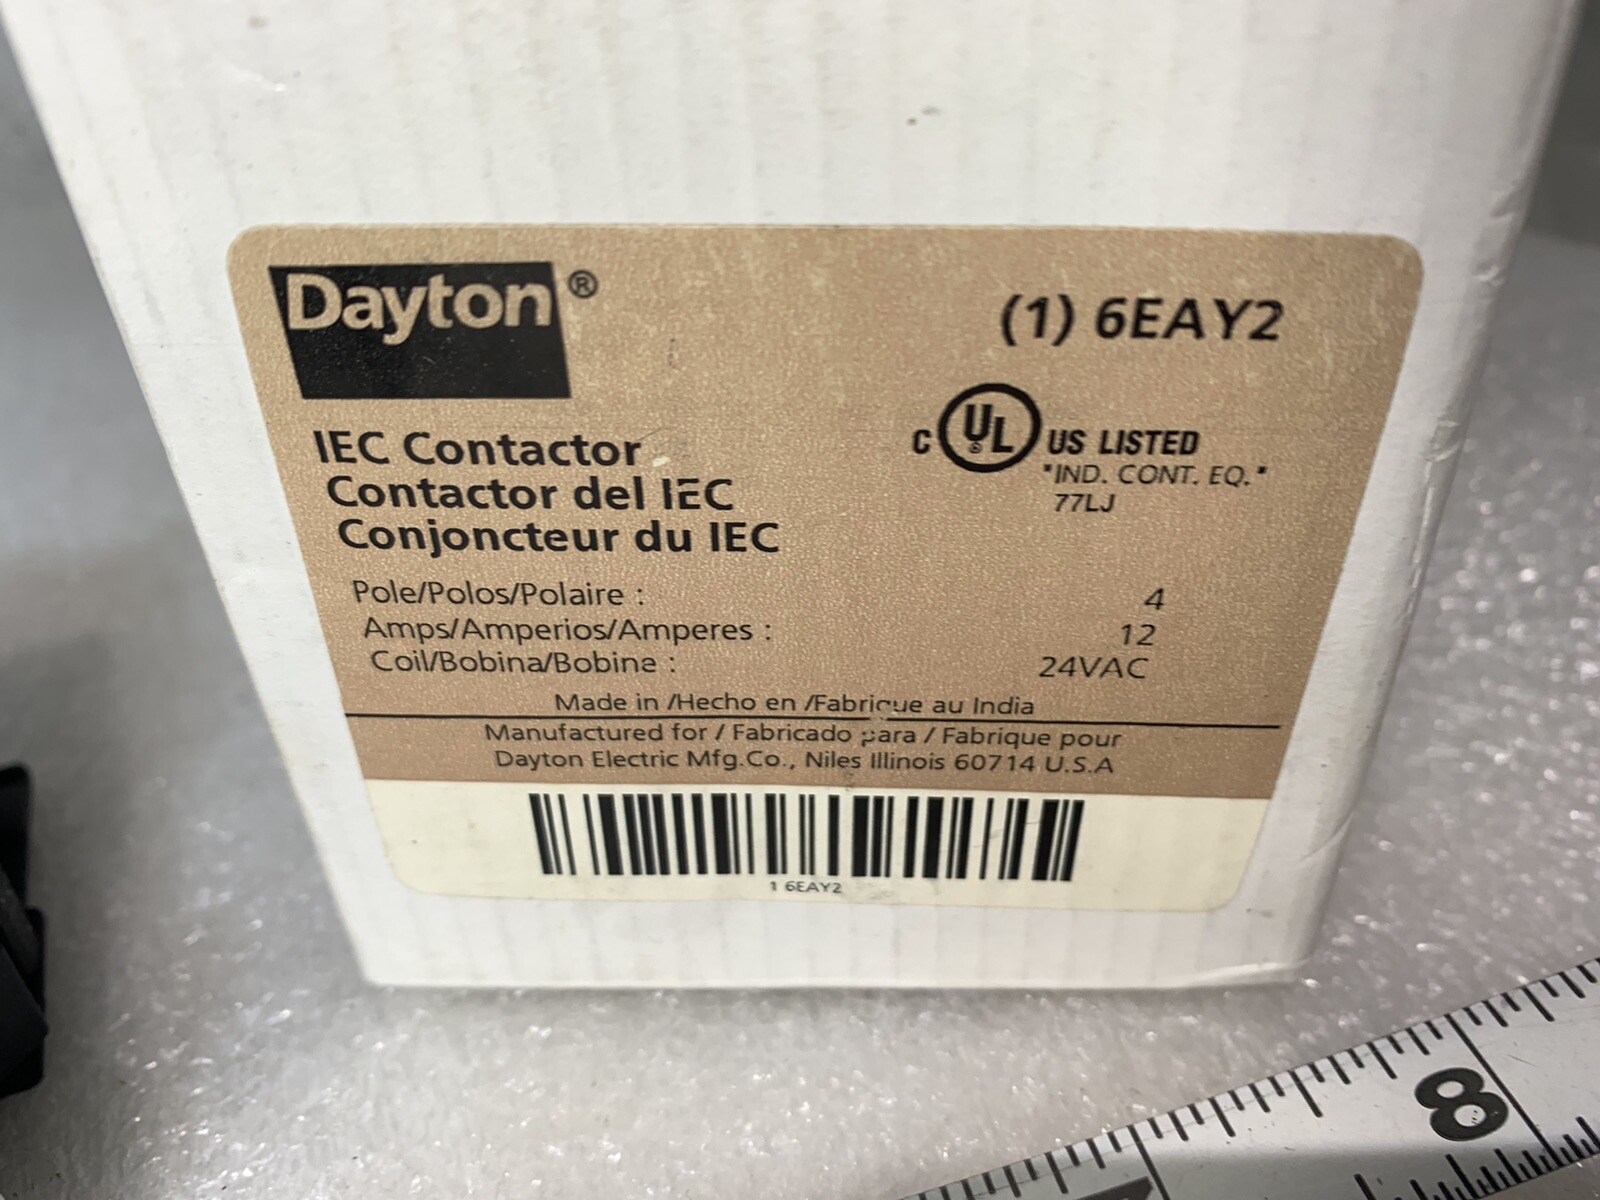 Dayton®
(1) 6EAY2
C UL US LISTED
"IND. CONT. EQ."
77LJ
IEC Contactor
Contactor del IEC
Conjoncteur du IEC
Pole/Polos/Polaire : 4
Amps/Amperios/Amperes : 12
Coil/Bobina/Bobine : 24VAC
Made in /Hecho en /Fabrique au India
Manufactured for / Fabricado para / Fabrique pour
Dayton Electric Mfg.Co., Niles Illinois 60714 U.S.A
1 6EAY2
8